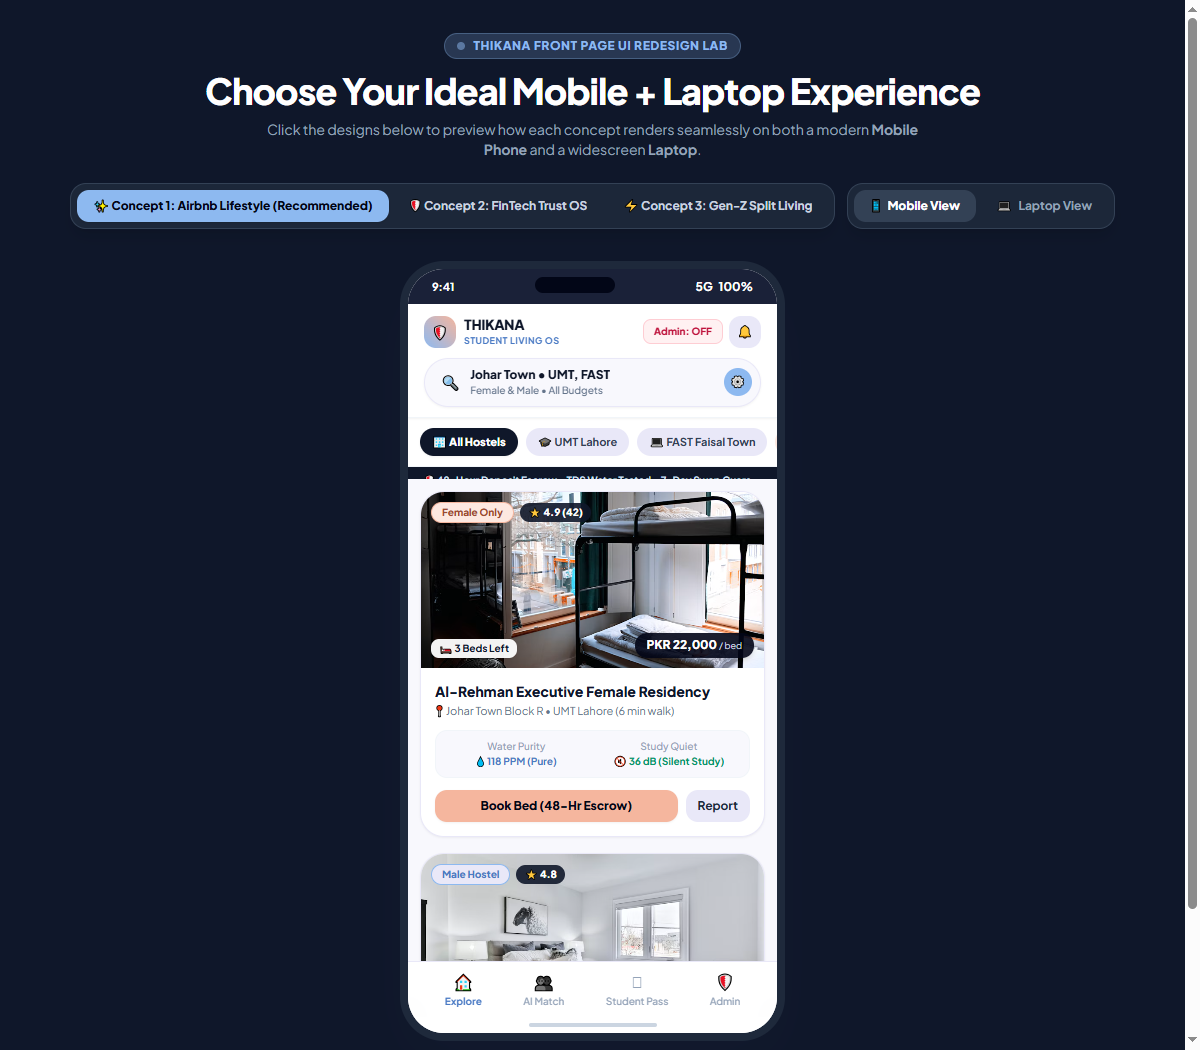 THIKANA FRONT PAGE UI REDESIGN LAB
Choose Your Ideal Mobile + Laptop Experience
Click the designs below to preview how each concept renders seamlessly on both a modern Mobile
Phone and a widescreen Laptop.
Concept 1: Airbnb Lifestyle (Recommended)
Concept 2: FinTech Trust OS
Concept 3: Gen-Z Split Living
Mobile View
Laptop View
9:41
5G 100%
THIKANA
STUDENT LIVING OS
Admin: OFF
Johar Town • UMT, FAST
Female & Male • All Budgets
All Hostels
UMT Lahore
FAST Faisal Town
Female Only
★ 4.9 (42)
3 Beds Left
PKR 22,000 / bed
Al-Rehman Executive Female Residency
Johar Town Block R • UMT Lahore (6 min walk)
Water Purity
118 PPM (Pure)
Study Quiet
36 dB (Silent Study)
Book Bed (48-Hr Escrow)
Report
Male Hostel
★ 4.8
Explore
AI Match
Student Pass
Admin